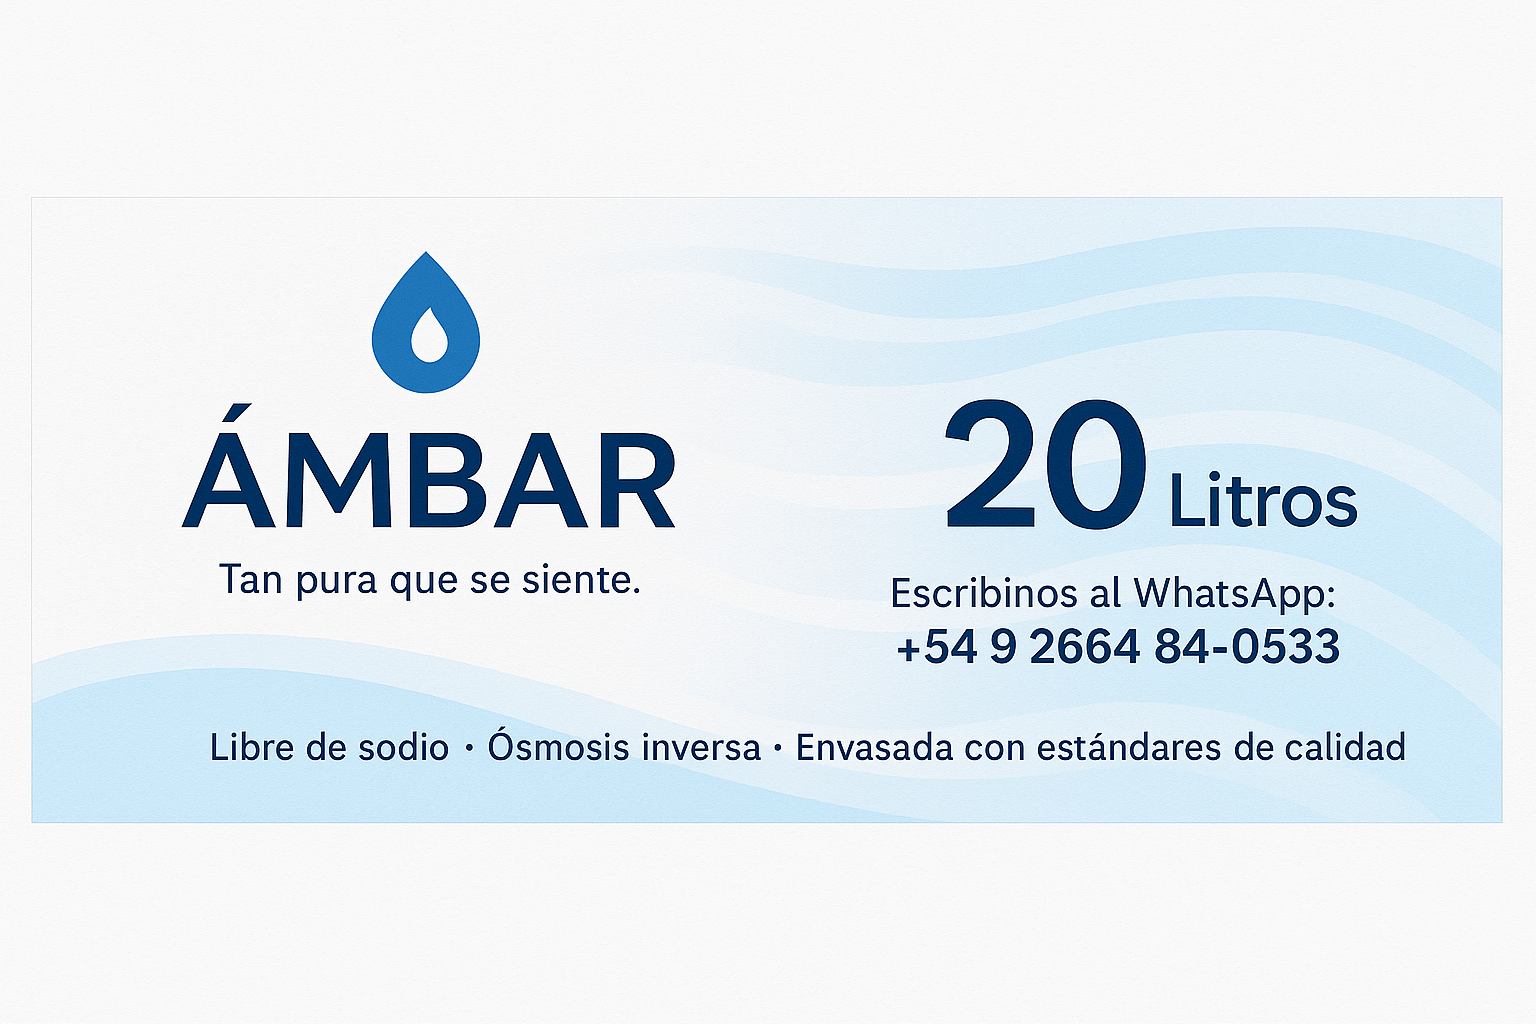 ÁMBAR
Tan pura que se siente.
20 Litros
Escribinos al WhatsApp:
+54 9 2664 84-0533
Libre de sodio • Ósmosis inversa • Envasada con estándares de calidad